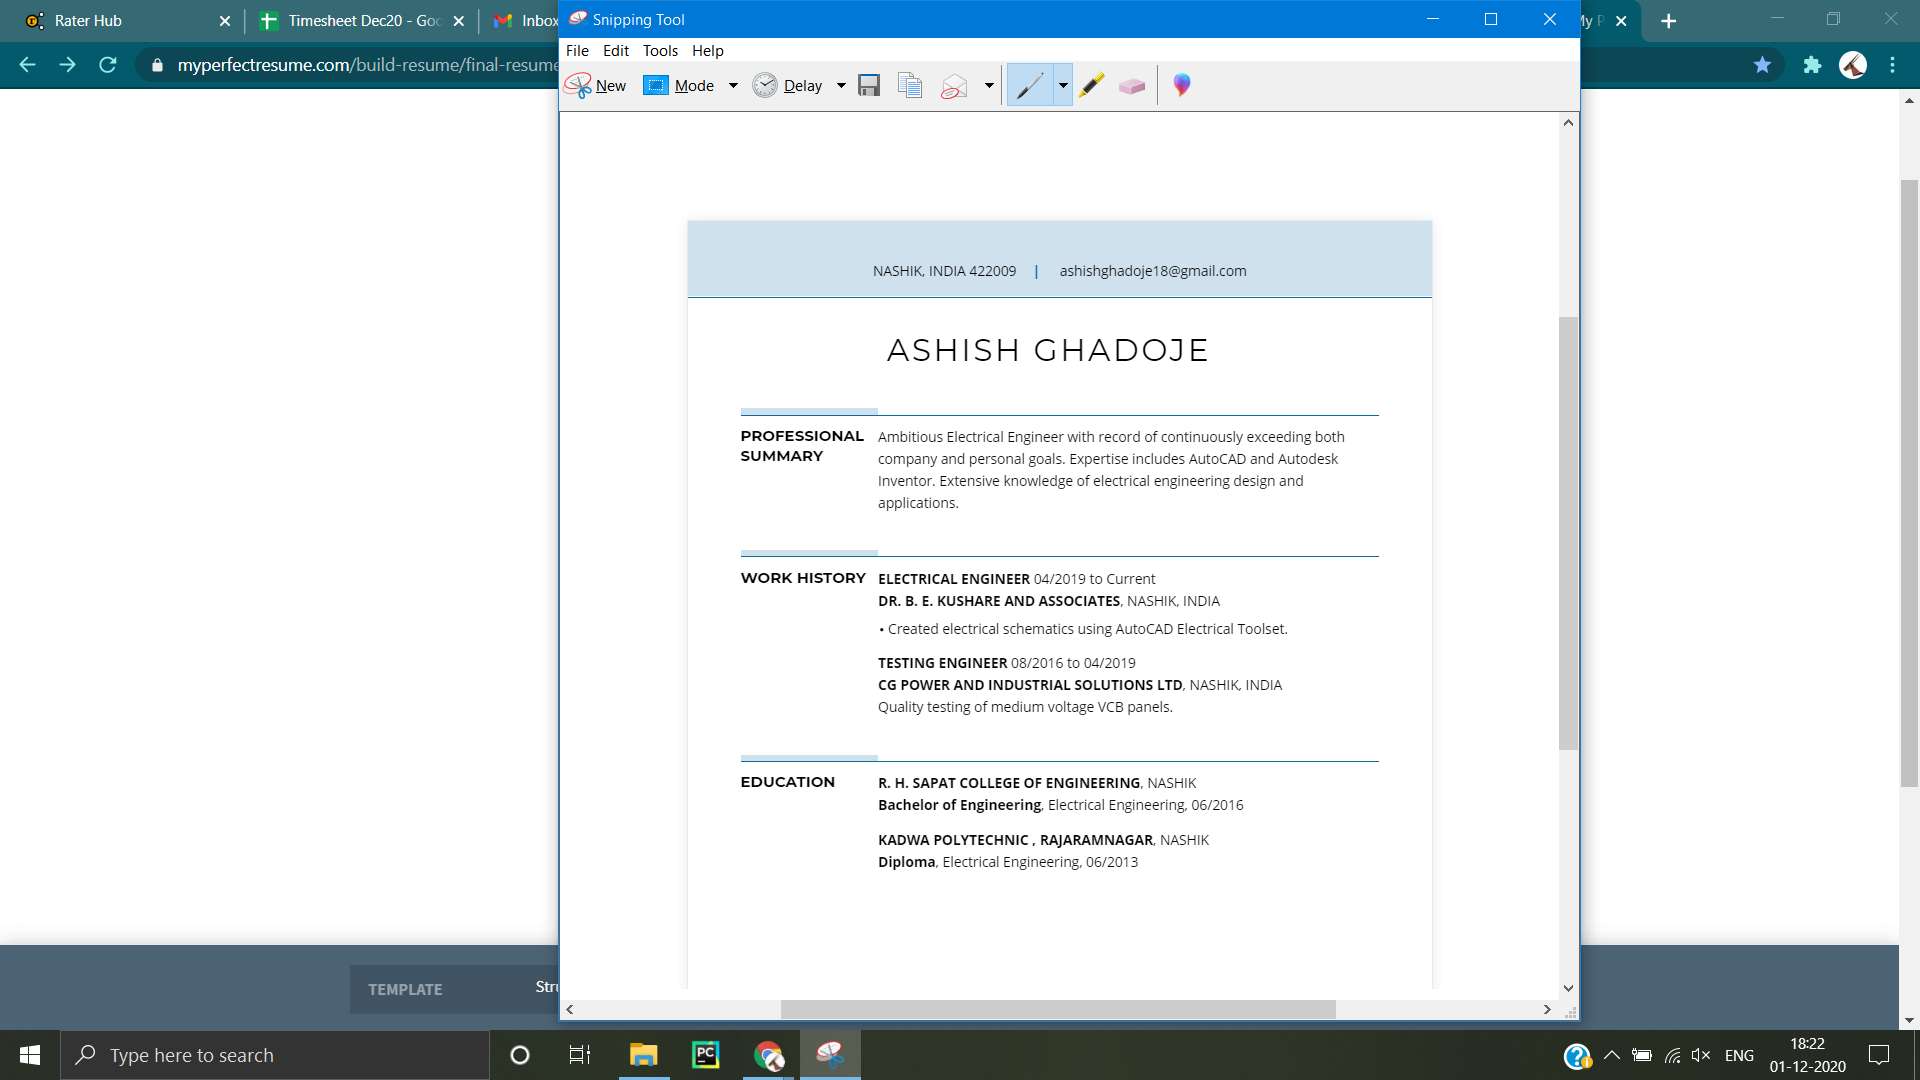 Rater Hub
Timesheet Dec20 - Goo
Inbox
Snipping Tool
My P
myperfectresume.com/build-resume/final-resume
File Edit Tools Help
New Mode Delay
NASHIK, INDIA 422009 | ashishghadoje18@gmail.com
ASHISH GHADOJE
PROFESSIONAL SUMMARY
Ambitious Electrical Engineer with record of continuously exceeding both
company and personal goals. Expertise includes AutoCAD and Autodesk
Inventor. Extensive knowledge of electrical engineering design and
applications.
WORK HISTORY
ELECTRICAL ENGINEER 04/2019 to Current
DR. B. E. KUSHARE AND ASSOCIATES, NASHIK, INDIA
• Created electrical schematics using AutoCAD Electrical Toolset.
TESTING ENGINEER 08/2016 to 04/2019
CG POWER AND INDUSTRIAL SOLUTIONS LTD, NASHIK, INDIA
Quality testing of medium voltage VCB panels.
EDUCATION
R. H. SAPAT COLLEGE OF ENGINEERING, NASHIK
Bachelor of Engineering, Electrical Engineering, 06/2016
KADWA POLYTECHNIC , RAJARAMNAGAR, NASHIK
Diploma, Electrical Engineering, 06/2013
TEMPLATE
Stru
Type here to search
PC
ENG
18:22
01-12-2020